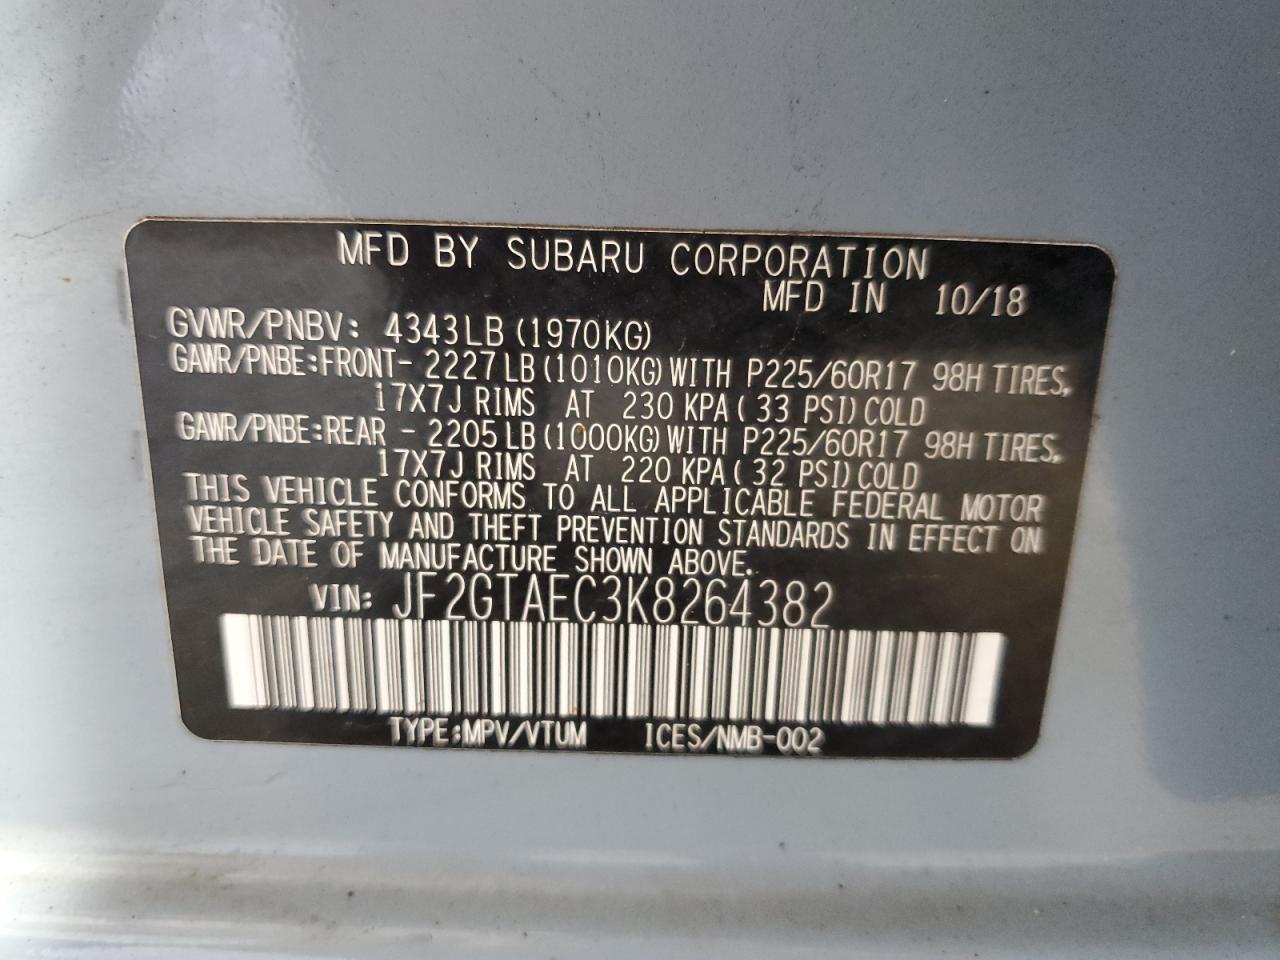 MFD BY SUBARU CORPORATION
MFD IN 10/18
GVWR/PNBV: 4343LB (1970KG)
GAWR/PNBE:FRONT- 2227 LB (1010KG) WITH P225/60R17 98H TIRES,
17X7J RIMS AT 230 KPA ( 33 PSI) COLD
GAWR/PNBE:REAR - 2205 LB (1000KG) WITH P225/60R17 98H TIRES,
17X7J RIMS AT 220 KPA ( 32 PSI) COLD
THIS VEHICLE CONFORMS TO ALL APPLICABLE FEDERAL MOTOR
VEHICLE SAFETY AND THEFT PREVENTION STANDARDS IN EFFECT ON
THE DATE OF MANUFACTURE SHOWN ABOVE.
VIN: JF2GTAEC3K8264382
TYPE:MPV/VTUM ICES/NMB-002